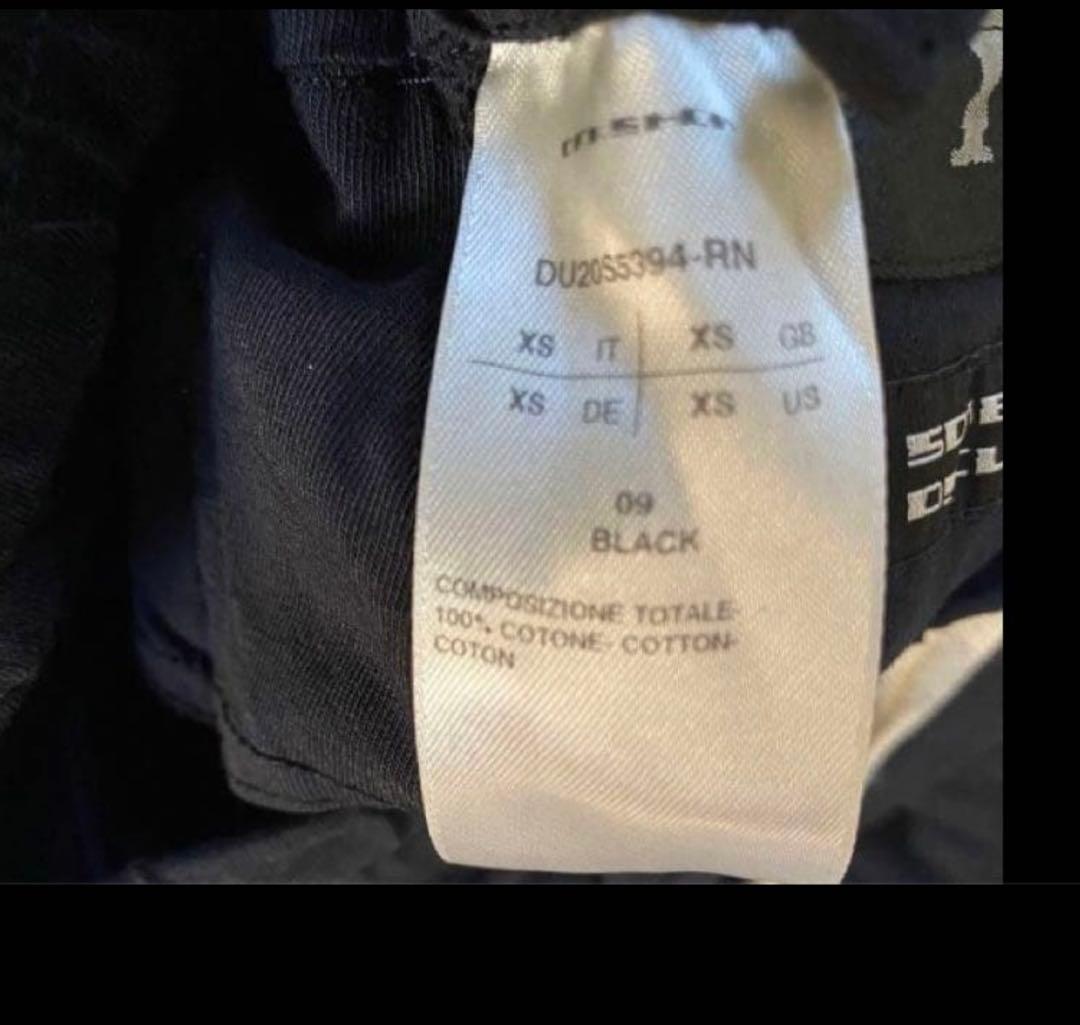 DU20S5394-RN
XS IT XS GB
XS DE XS US
09
BLACK
COMPOSIZIONE TOTALE-
100% COTONE- COTTON-
COTON